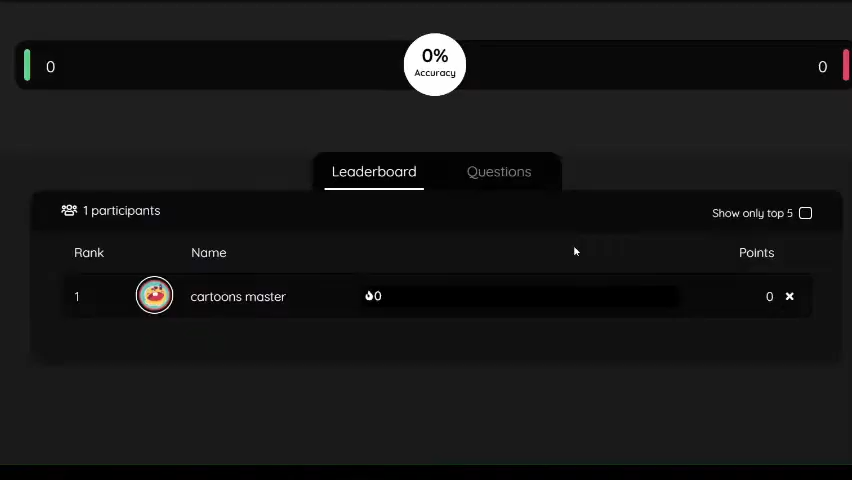 0 0% 0
Accuracy
Leaderboard Questions
1 participants Show only top 5
Rank Name Points
1 cartoons master 0 0